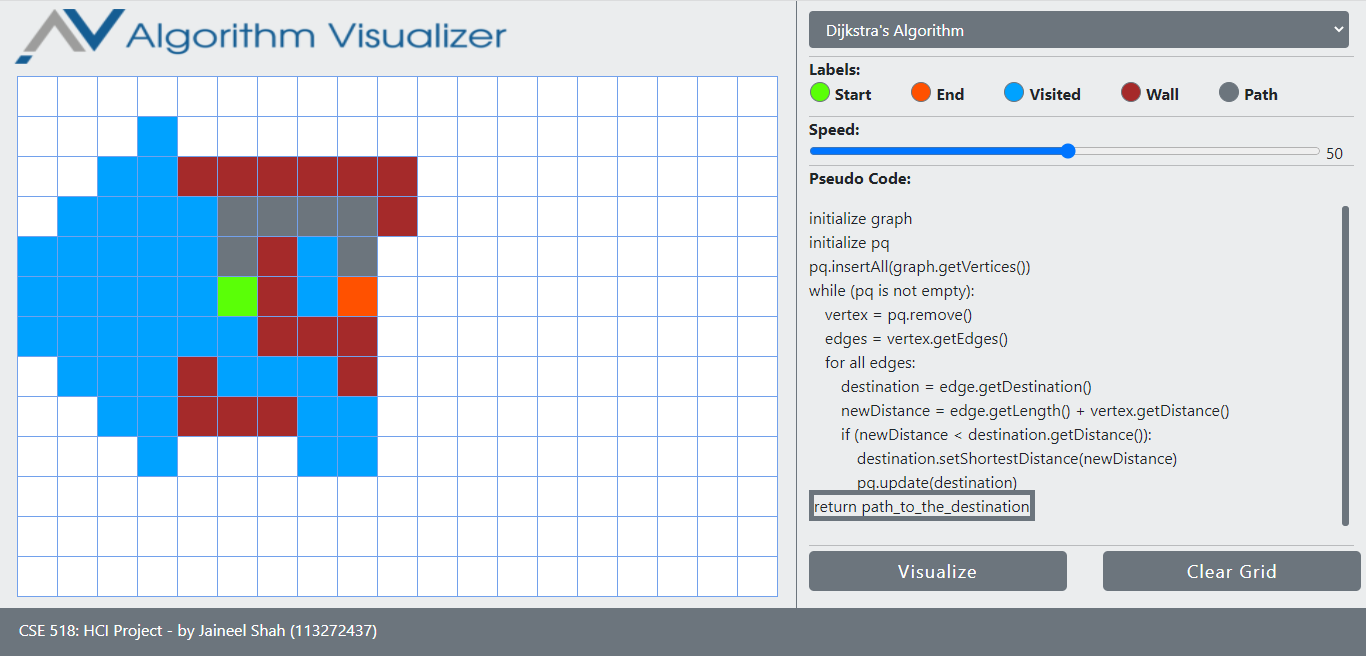 Algorithm Visualizer
Dijkstra's Algorithm
Labels:
Start End Visited Wall Path
Speed:
50
Pseudo Code:
initialize graph
initialize pq
pq.insertAll(graph.getVertices())
while (pq is not empty):
vertex = pq.remove()
edges = vertex.getEdges()
for all edges:
destination = edge.getDestination()
newDistance = edge.getLength() + vertex.getDistance()
if (newDistance < destination.getDistance()):
destination.setShortestDistance(newDistance)
pq.update(destination)
return path_to_the_destination
Visualize Clear Grid
CSE 518: HCI Project - by Jaineel Shah (113272437)